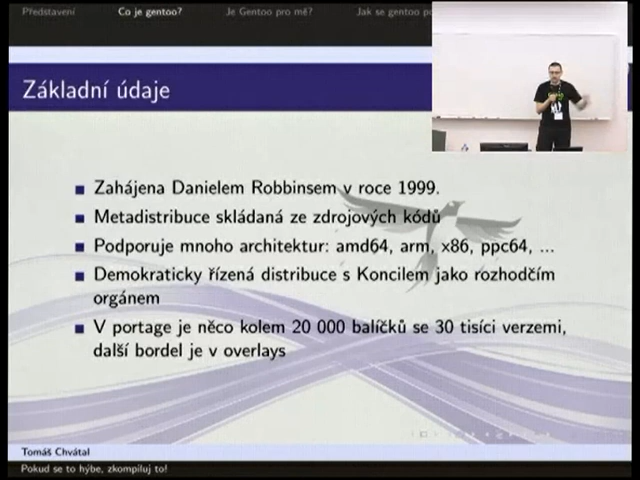 Představení Co je gentoo? Je Gentoo pro mě? Jak se gentoo
Základní údaje
Zahájena Danielem Robbinsem v roce 1999.
Metadistribuce skládaná ze zdrojových kódů
Podporuje mnoho architektur: amd64, arm, x86, ppc64, ...
Demokraticky řízená distribuce s Koncilem jako rozhodčím
orgánem
V portage je něco kolem 20 000 balíčků se 30 tisíci verzemi,
další bordel je v overlays
Tomáš Chvátal
Pokud se to hýbe, zkompiluj to!